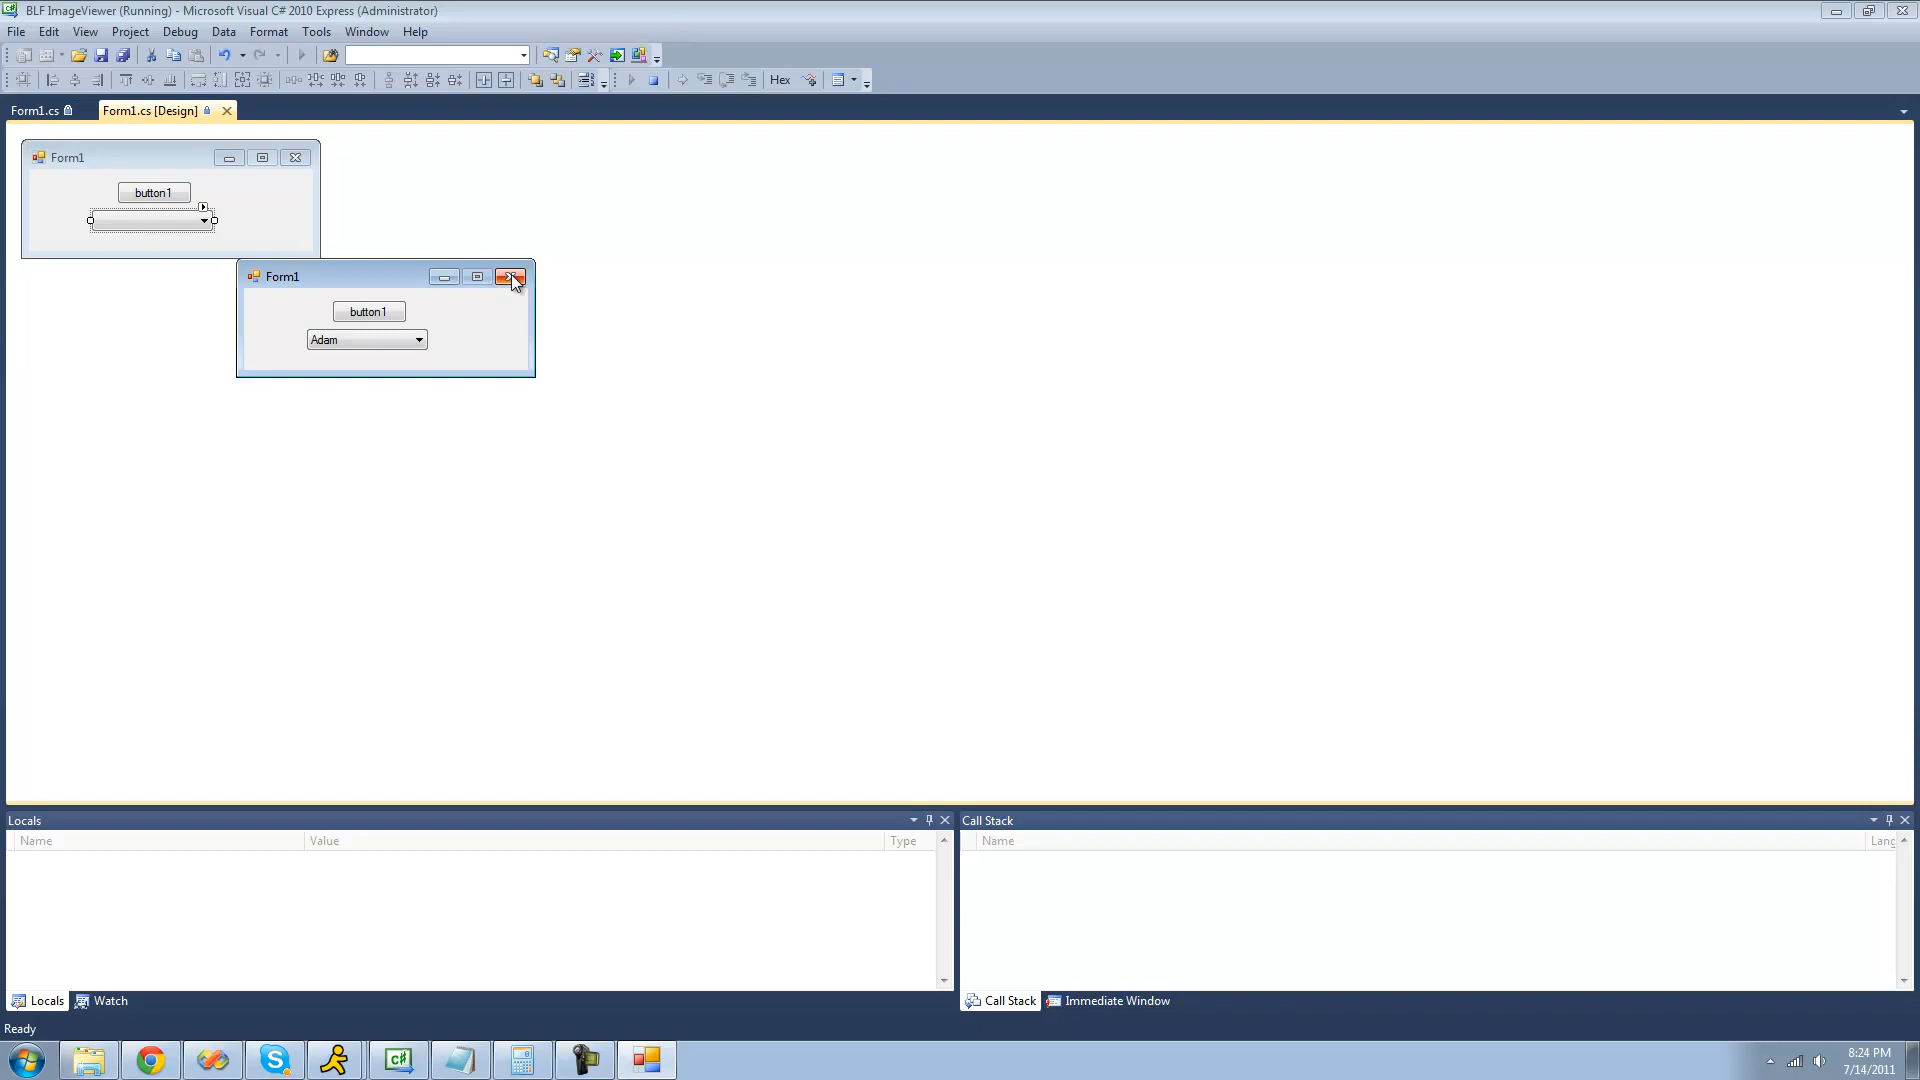 BLF ImageViewer (Running) - Microsoft Visual C# 2010 Express (Administrator)
File Edit View Project Debug Data Format Tools Window Help
Hex
Form1.cs Form1.cs [Design]
Form1
button1
Form1
button1
Adam
Locals
Name Value Type
Call Stack
Name Lang
Locals Watch
Call Stack Immediate Window
Ready
8:24 PM
7/14/2011